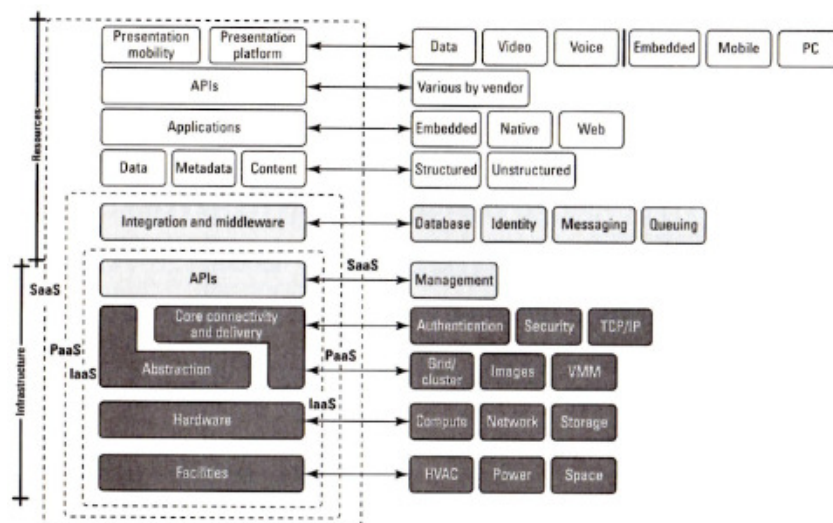 Presentation mobility
Presentation platform
Data
Video
Voice
Embedded
Mobile
PC
APIs
Various by vendor
Applications
Embedded
Native
Web
Data
Metadata
Content
Structured
Unstructured
Resources
Integration and middleware
Database
Identity
Messaging
Queuing
APIs
SaaS
Management
SaaS
Core connectivity and delivery
Authentication
Security
TCP/IP
PaaS
PaaS
IaaS
Abstraction
Grid/cluster
Images
VMM
Infrastructure
IaaS
Hardware
Compute
Network
Storage
Facilities
HVAC
Power
Space